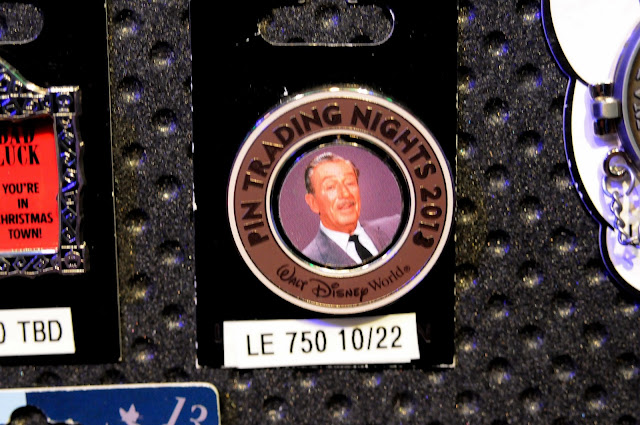 BAD
LUCK
YOU'RE
IN
CHRISTMAS
TOWN!
TBD
PIN TRADING NIGHTS 2013
WALT DISNEY World®
LE 750 10/22
13